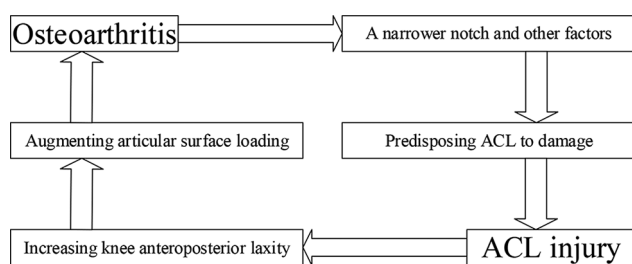 Osteoarthritis
A narrower notch and other factors
Augmenting articular surface loading
Predisposing ACL to damage
Increasing knee anteroposterior laxity
ACL injury